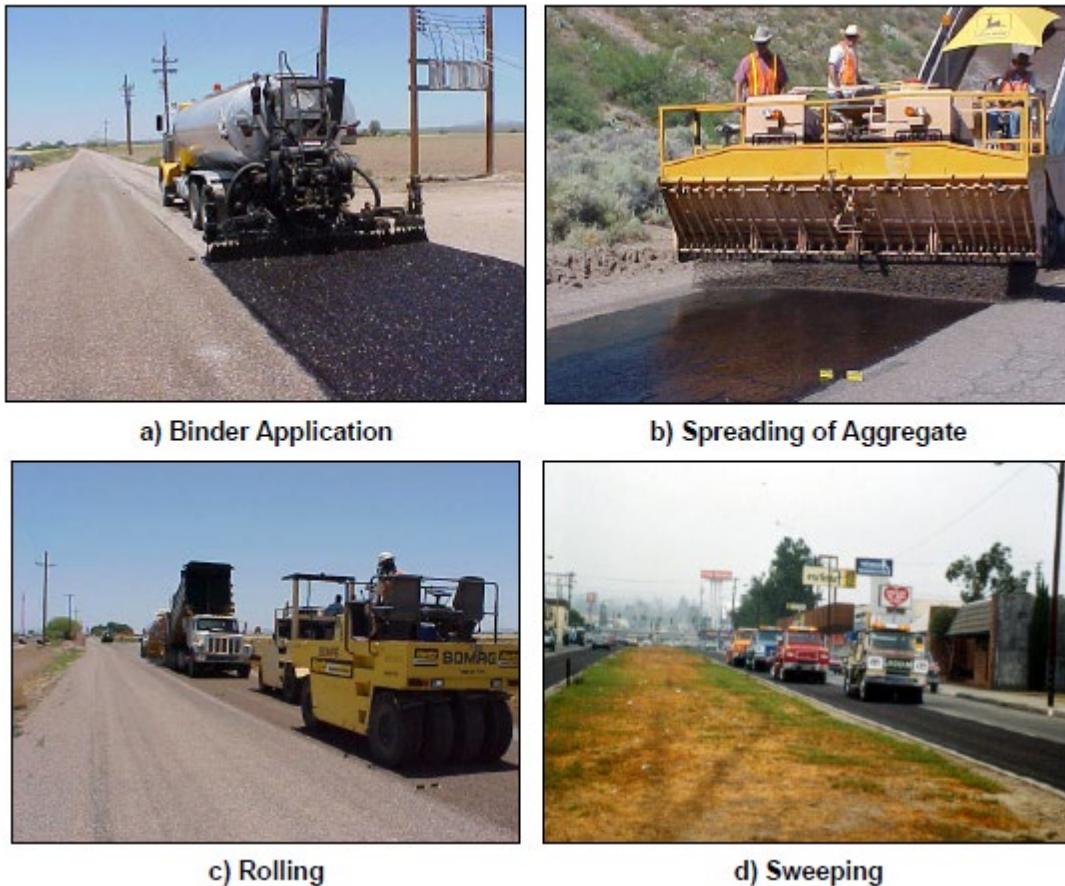 a) Binder Application
b) Spreading of Aggregate
c) Rolling
BOMAG
d) Sweeping